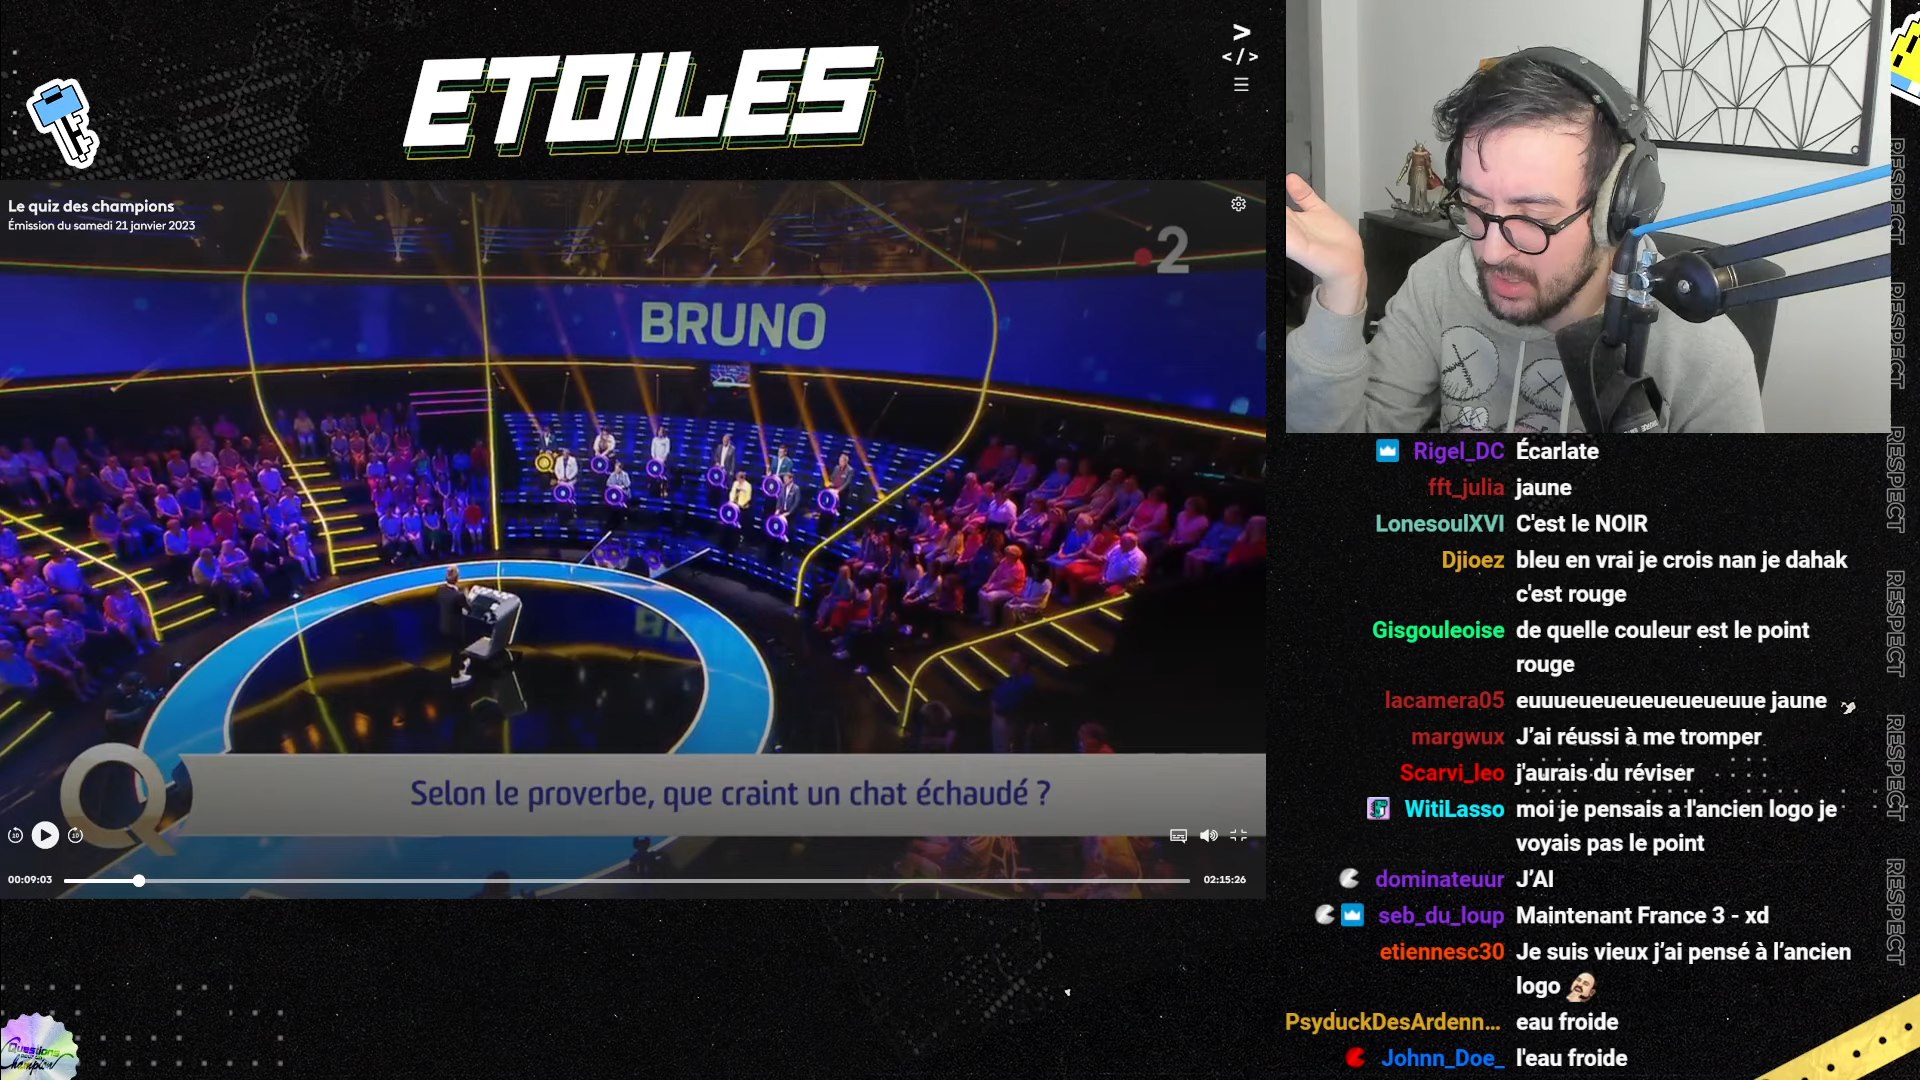 ETOILES
>
</>
Le quiz des champions
Émission du samedi 21 janvier 2023
2
BRUNO
Selon le proverbe, que craint un chat échaudé ?
10
10
00:09:03
02:15:26
Questions
Champion
Rigel_DC Écarlate
fft_julia jaune
LonesoulXVI C'est le NOIR
Djioez bleu en vrai je crois nan je dahak
c'est rouge
Gisgouleoise de quelle couleur est le point
rouge
lacamera05 euuueueueueueueuue jaune
margwux J'ai réussi à me tromper
Scarvi_leo j'aurais du réviser
WitiLasso moi je pensais a l'ancien logo je
voyais pas le point
dominateuur J'AI
seb_du_loup Maintenant France 3 - xd
etiennesc30 Je suis vieux j'ai pensé à l'ancien
logo
PsyduckDesArdenn... eau froide
Johnn_Doe_ l'eau froide
RESPECT
RESPECT
RESPECT
RESPECT
RESPECT
RESPECT